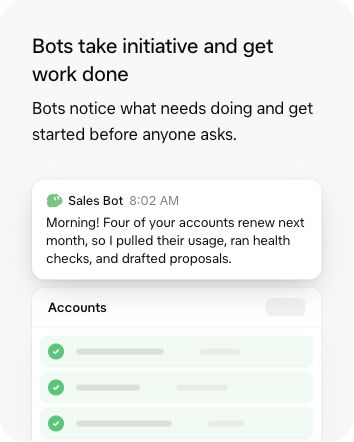 Bots take initiative and get
work done
Bots notice what needs doing and get
started before anyone asks.
Sales Bot 8:02 AM
Morning! Four of your accounts renew next
month, so I pulled their usage, ran health
checks, and drafted proposals.
Accounts